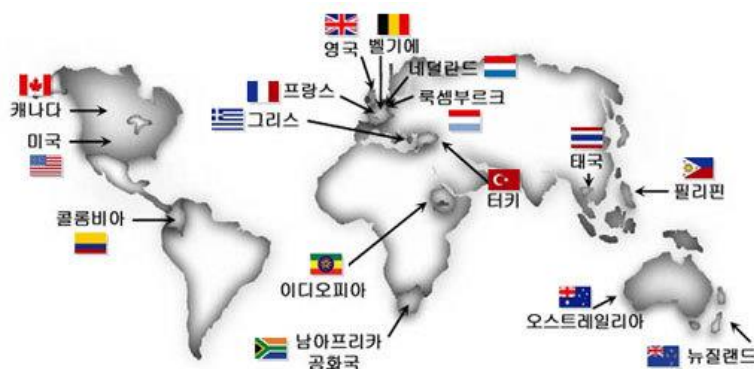 영국
벨기에
네덜란드
프랑스
룩셈부르크
그리스
캐나다
미국
콜롬비아
터키
태국
필리핀
이디오피아
남아프리카
공화국
오스트레일리아
뉴질랜드